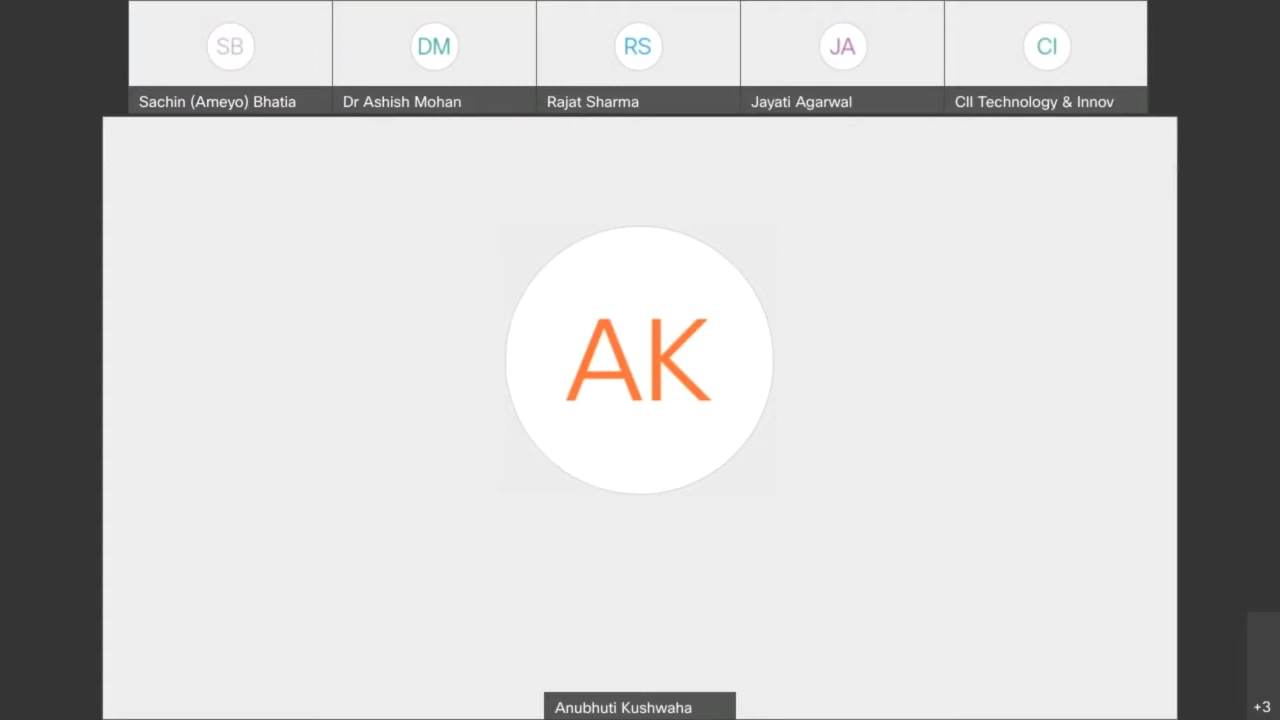 SB
DM
RS
JA
CI
Sachin (Ameyo) Bhatia
Dr Ashish Mohan
Rajat Sharma
Jayati Agarwal
CII Technology & Innov
AK
Anubhuti Kushwaha
+3